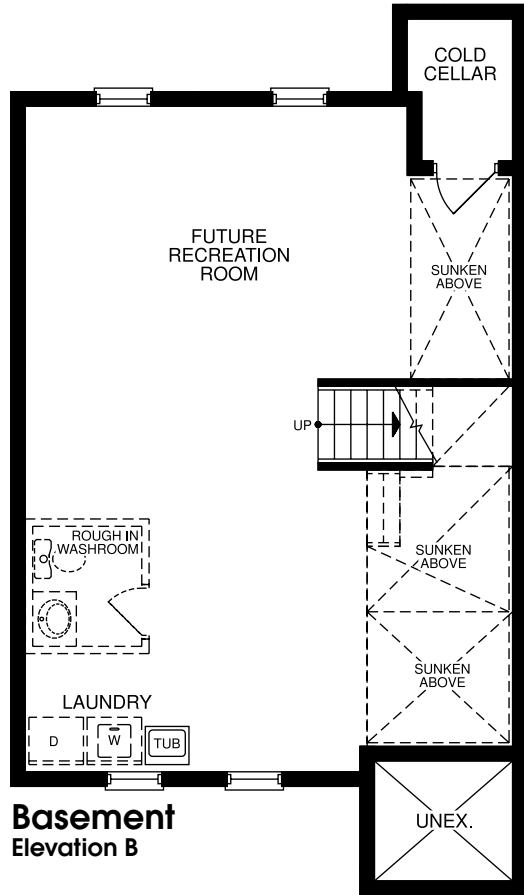 COLD
CELLAR
FUTURE
RECREATION
ROOM
SUNKEN
ABOVE
UP
ROUGH IN
WASHROOM
SUNKEN
ABOVE
SUNKEN
ABOVE
LAUNDRY
D
W
TUB
UNEX.
Basement
Elevation B